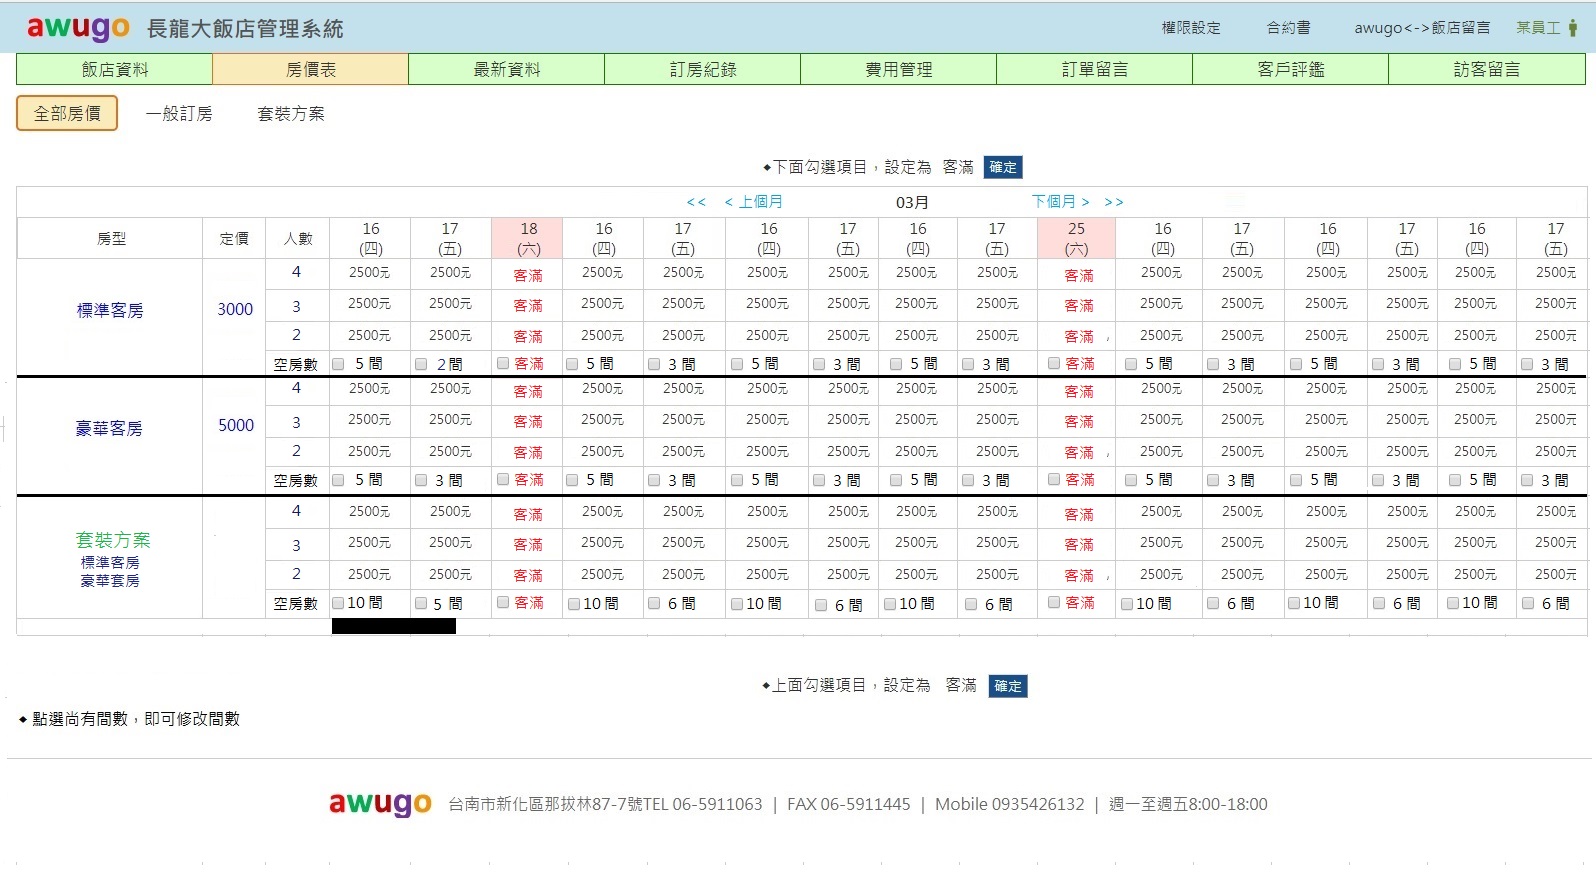 awugo 長龍大飯店管理系統 權限設定 合約書 awugo<->飯店留言 某員工
飯店資料 房價表 最新資料 訂房紀錄 費用管理 訂單留言 客戶評鑑 訪客留言
全部房價 一般訂房 套裝方案
◆下面勾選項目，設定為 客滿 確定
<< < 上個月 03月 下個月 > >>
房型 定價 人數 16 17 18 16 17 16 17 16 17 25 16 17 16 17 16 17
(四) (五) (六) (四) (五) (四) (五) (四) (五) (六) (四) (五) (四) (五) (四) (五)
4 2500元 2500元 客滿 2500元 2500元 2500元 2500元 2500元 2500元 客滿 2500元 2500元 2500元 2500元 2500元 2500元
標準客房 3000 3 2500元 2500元 客滿 2500元 2500元 2500元 2500元 2500元 2500元 客滿 2500元 2500元 2500元 2500元 2500元 2500元
2 2500元 2500元 客滿 2500元 2500元 2500元 2500元 2500元 2500元 客滿 2500元 2500元 2500元 2500元 2500元 2500元
空房數 5 間 2間 客滿 5 間 3 間 5 間 3 間 5 間 3 間 客滿 5 間 3 間 5 間 3 間 5 間 3 間
4 2500元 2500元 客滿 2500元 2500元 2500元 2500元 2500元 2500元 客滿 2500元 2500元 2500元 2500元 2500元 2500元
豪華客房 5000 3 2500元 2500元 客滿 2500元 2500元 2500元 2500元 2500元 2500元 客滿 2500元 2500元 2500元 2500元 2500元 2500元
2 2500元 2500元 客滿 2500元 2500元 2500元 2500元 2500元 2500元 客滿 2500元 2500元 2500元 2500元 2500元 2500元
空房數 5 間 3 間 客滿 5 間 3 間 5 間 3 間 5 間 3 間 客滿 5 間 3 間 5 間 3 間 5 間 3 間
4 2500元 2500元 客滿 2500元 2500元 2500元 2500元 2500元 2500元 客滿 2500元 2500元 2500元 2500元 2500元 2500元
套裝方案 3 2500元 2500元 客滿 2500元 2500元 2500元 2500元 2500元 2500元 客滿 2500元 2500元 2500元 2500元 2500元 2500元
標準客房
豪華套房 2 2500元 2500元 客滿 2500元 2500元 2500元 2500元 2500元 2500元 客滿 2500元 2500元 2500元 2500元 2500元 2500元
空房數 10 間 5 間 客滿 10 間 6 間 10 間 6 間 10 間 6 間 客滿 10 間 6 間 10 間 6 間 10 間 6 間
◆上面勾選項目，設定為 客滿 確定
◆ 點選尚有間數，即可修改間數
awugo 台南市新化區那拔林87-7號TEL 06-5911063 | FAX 06-5911445 | Mobile 0935426132 | 週一至週五8:00-18:00